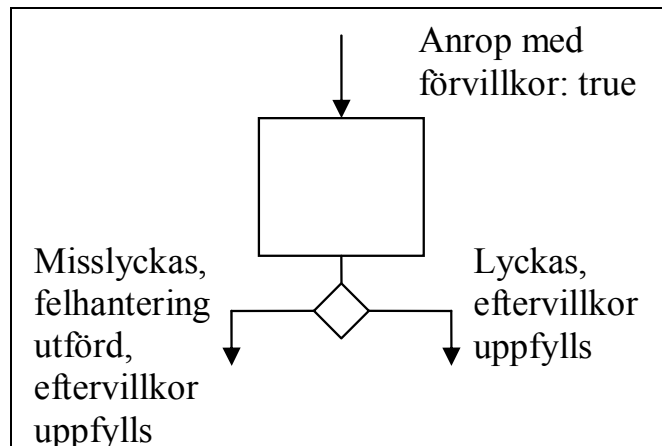 Anrop med
förvillkor: true
Misslyckas,
felhantering
utförd,
eftervillkor
uppfylls
Lyckas,
eftervillkor
uppfylls